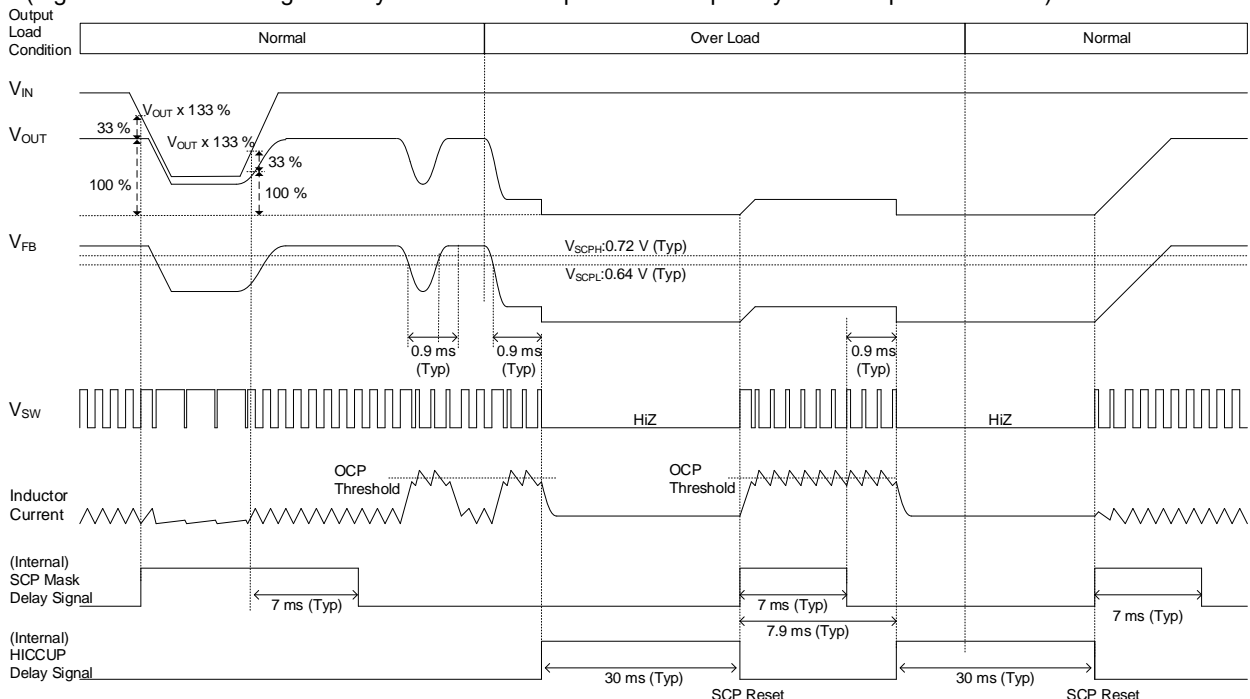 Output
Load
Condition
Normal
Over Load
Normal
VIN
VOUT x 133 %
33 %
VOUT
VOUT x 133 %
33 %
100 %
100 %
VFB
VSCPH:0.72 V (Typ)
VSCPL:0.64 V (Typ)
0.9 ms
(Typ)
0.9 ms
(Typ)
0.9 ms
(Typ)
VSW
HiZ
HiZ
OCP
Threshold
OCP
Threshold
Inductor
Current
(Internal)
SCP Mask
Delay Signal
7 ms (Typ)
7 ms (Typ)
7 ms (Typ)
7.9 ms (Typ)
(Internal)
HICCUP
Delay Signal
30 ms (Typ)
30 ms (Typ)
SCP Reset
SCP Reset